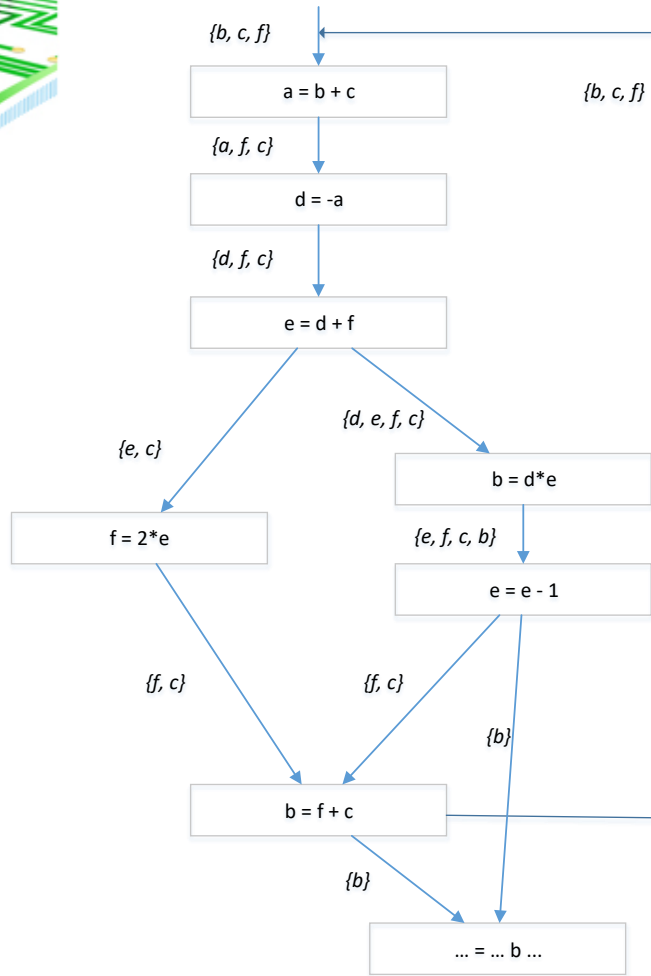 {b, c, f}
a = b + c
{b, c, f}
{a, f, c}
d = -a
{d, f, c}
e = d + f
{d, e, f, c}
{e, c}
b = d*e
f = 2*e
{e, f, c, b}
e = e - 1
{f, c}
{f, c}
{b}
b = f + c
{b}
... = ... b ...